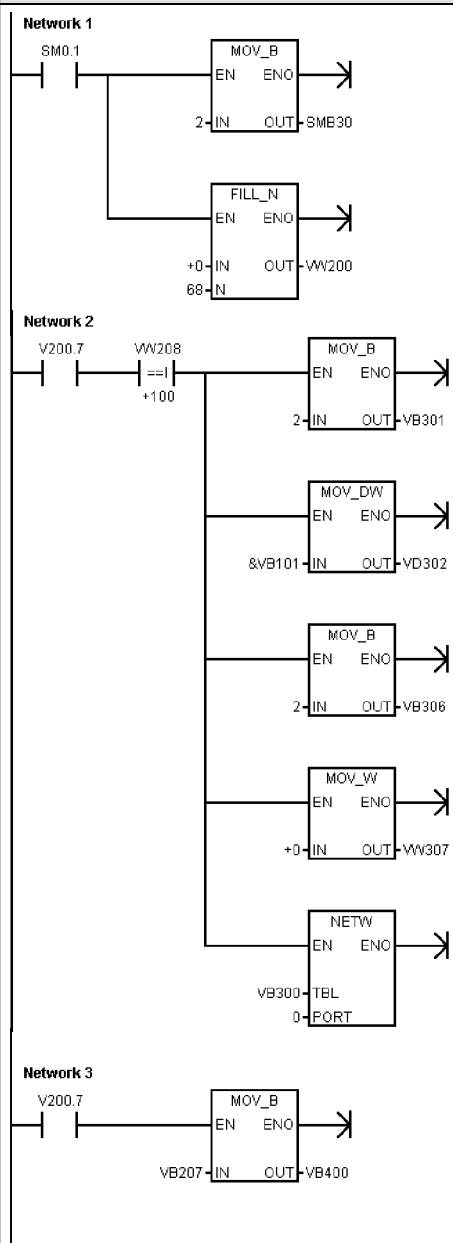 Network 1
SM0.1
MOV_B
EN ENO
2 IN OUT SMB30
FILL_N
EN ENO
+0 IN OUT VW200
68 N
Network 2
V200.7 VW208
==I
+100
MOV_B
EN ENO
2 IN OUT VB301
MOV_DW
EN ENO
&VB101 IN OUT VD302
MOV_B
EN ENO
2 IN OUT VB306
MOV_W
EN ENO
+0 IN OUT VW307
NETW
EN ENO
VB300 TBL
0 PORT
Network 3
V200.7
MOV_B
EN ENO
VB207 IN OUT VB400